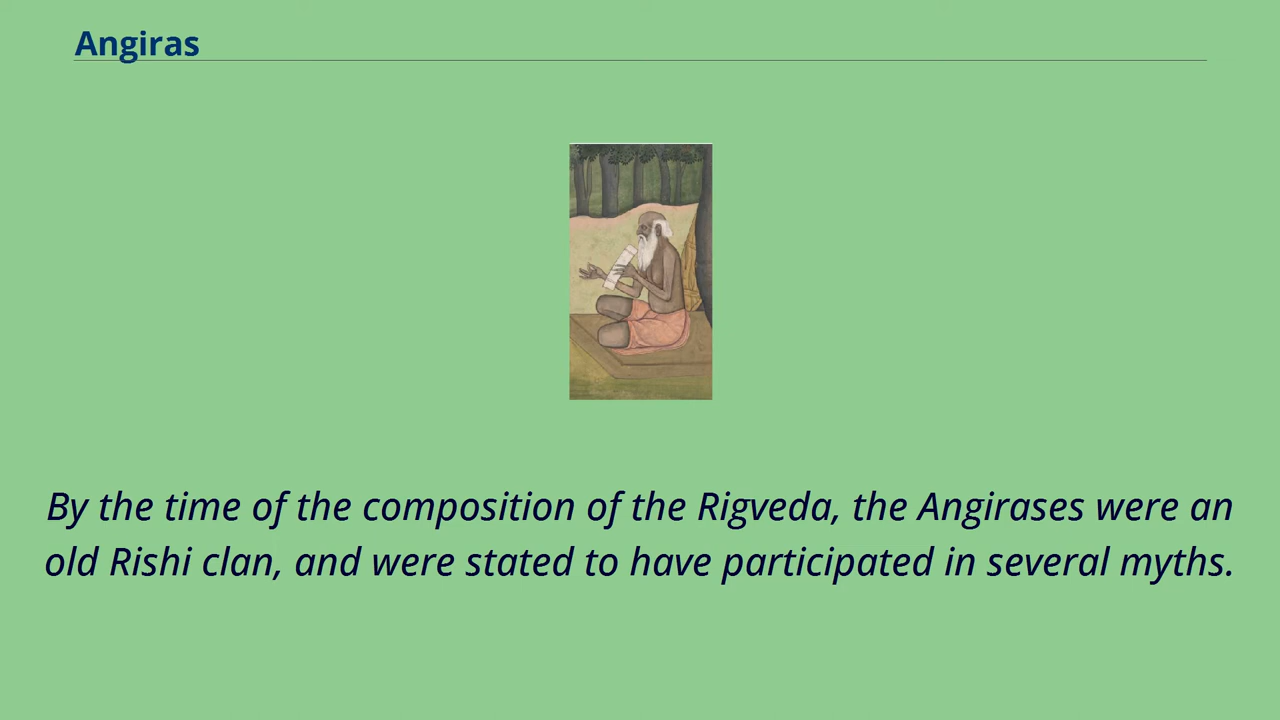 Angiras
By the time of the composition of the Rigveda, the Angirases were an
old Rishi clan, and were stated to have participated in several myths.